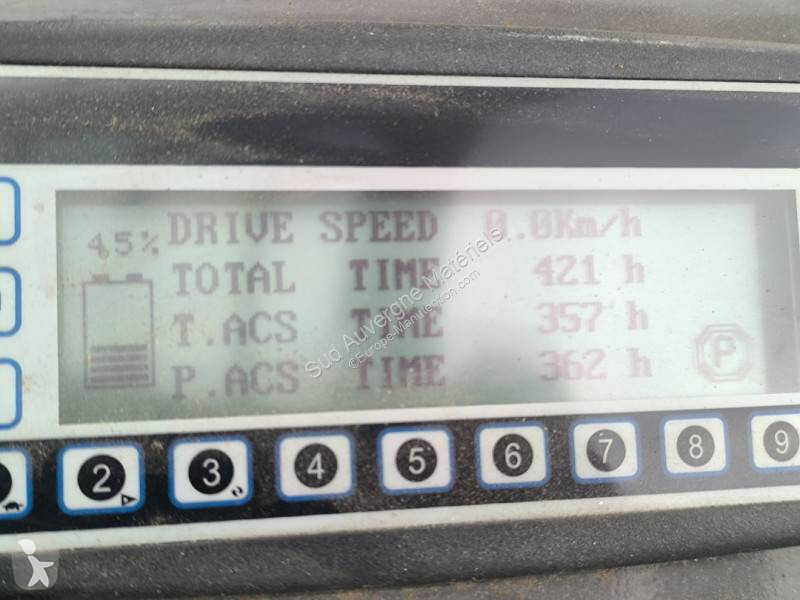 45% DRIVE SPEED 0.0Km/h
TOTAL TIME 421 h
T.ACS TIME 357 h
P.ACS TIME 362 h
P
2 3 4 5 6 7 8 9
Sud Auvergne Matériels
©Europe-Manutention.com